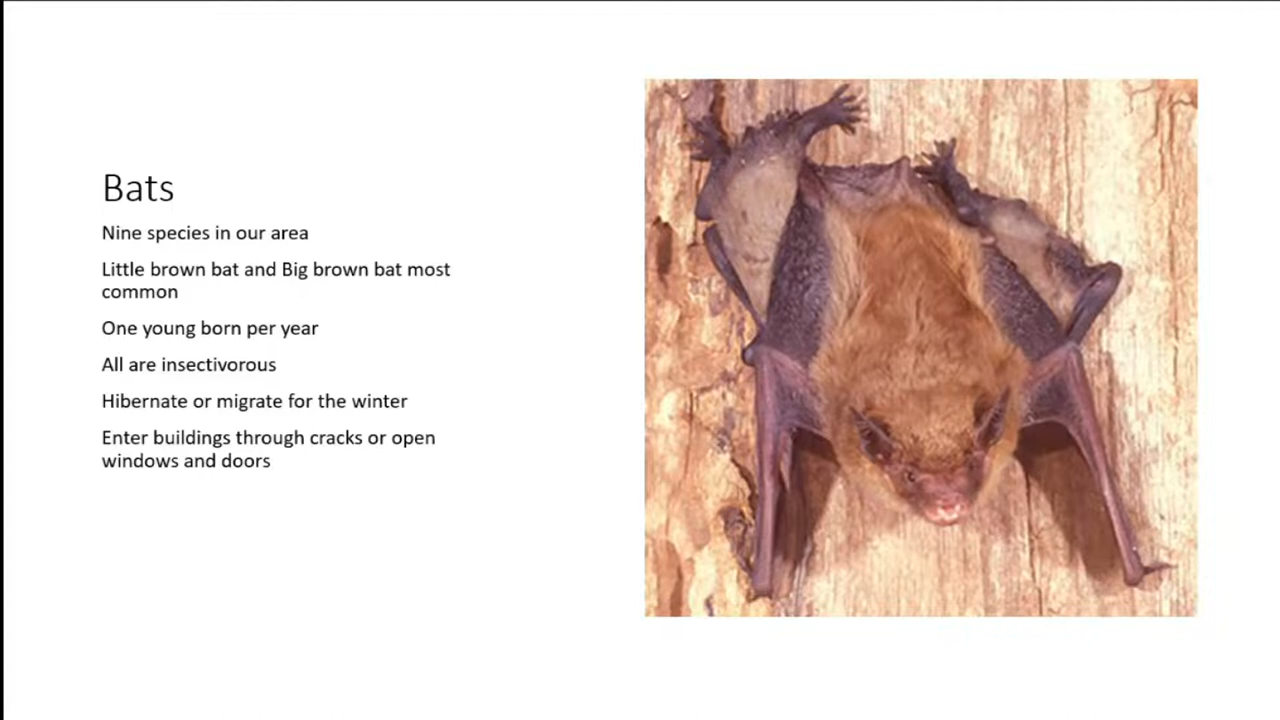 Bats
Nine species in our area
Little brown bat and Big brown bat most
common
One young born per year
All are insectivorous
Hibernate or migrate for the winter
Enter buildings through cracks or open
windows and doors